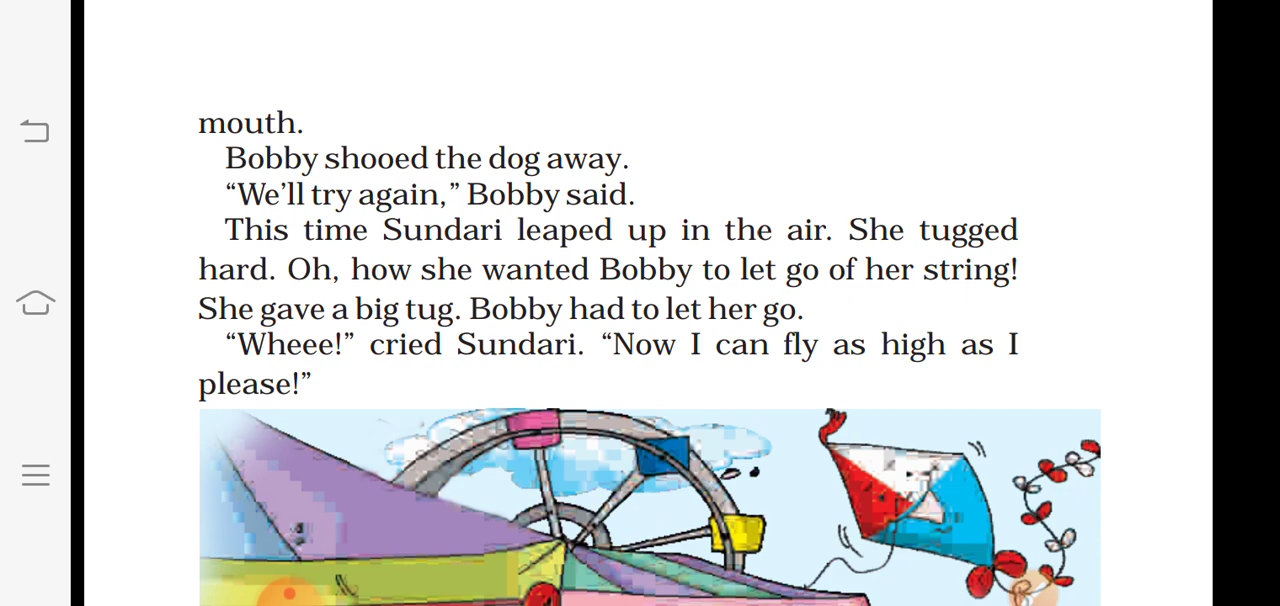 mouth.
Bobby shooed the dog away.
“We’ll try again,” Bobby said.
This time Sundari leaped up in the air. She tugged
hard. Oh, how she wanted Bobby to let go of her string!
She gave a big tug. Bobby had to let her go.
“Wheee!” cried Sundari. “Now I can fly as high as I
please!”